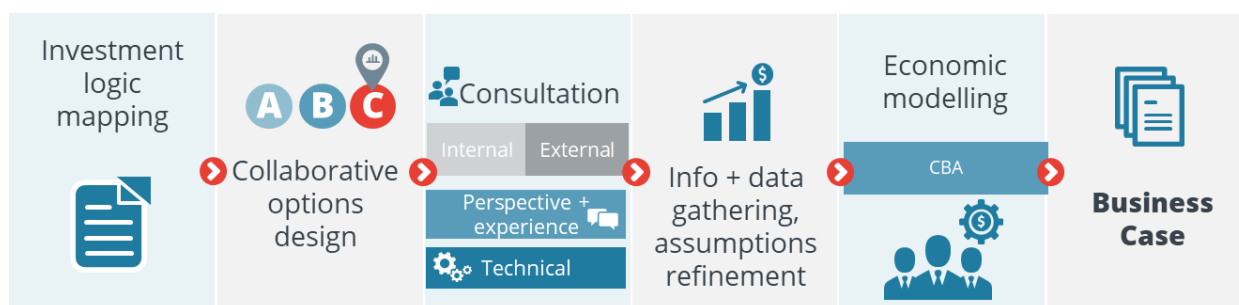 Investment
logic
mapping
A B C
Collaborative
options
design
Consultation
Internal External
Perspective +
experience
Technical
$
Info + data
gathering,
assumptions
refinement
Economic
modelling
CBA
$
Business
Case